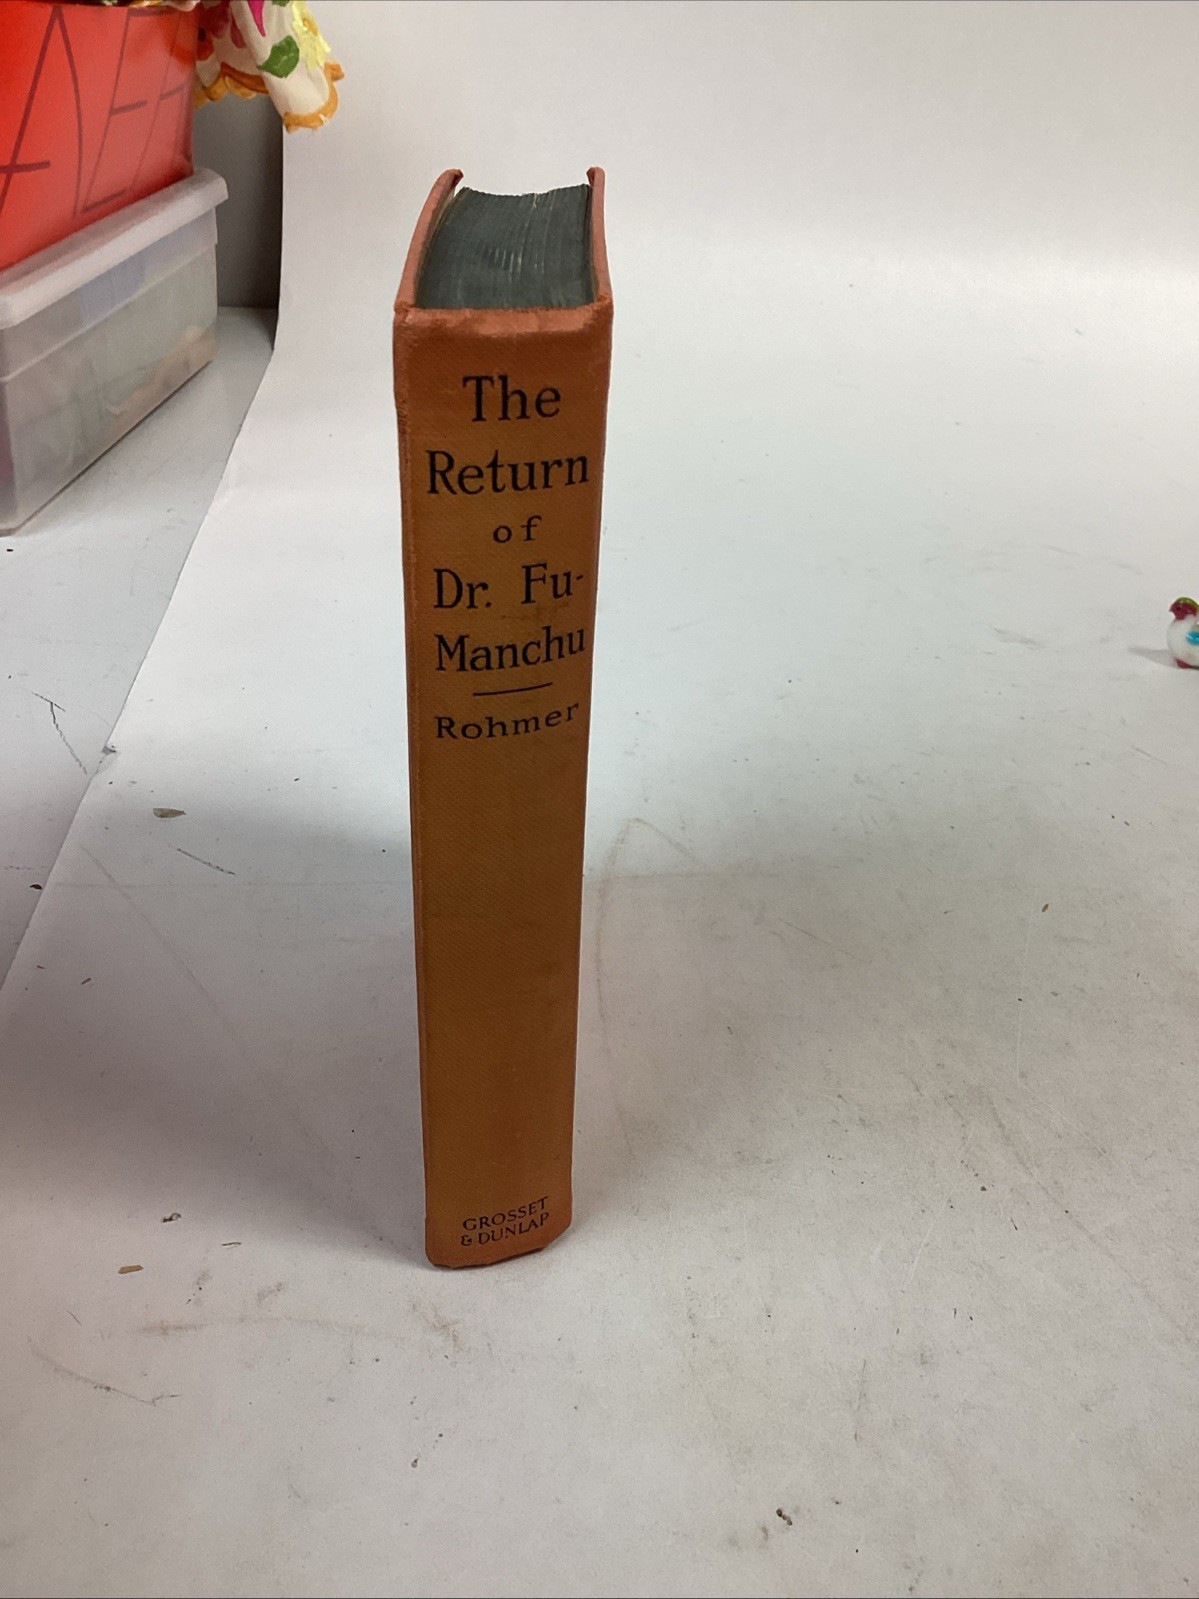 The
Return
of
Dr. Fu-
Manchu
Rohmer
GROSSET
& DUNLAP